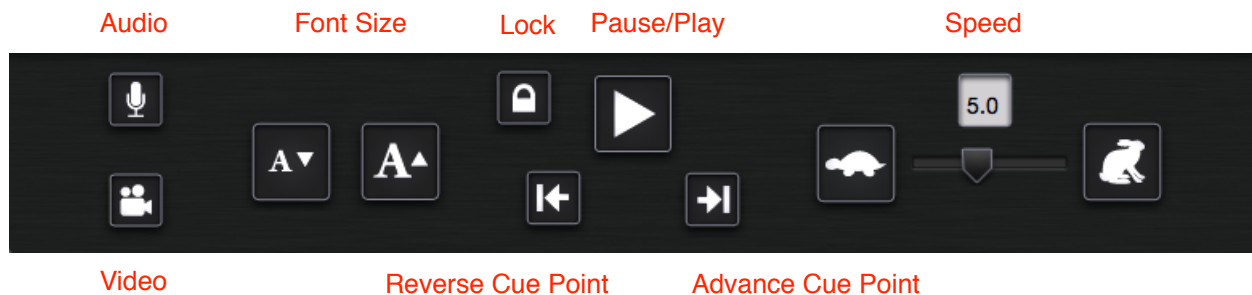 Audio
Font Size
Lock
Pause/Play
Speed
5.0
A
A
Video
Reverse Cue Point
Advance Cue Point